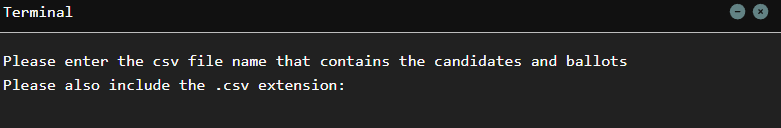 Terminal
Please enter the csv file name that contains the candidates and ballots
Please also include the .csv extension: